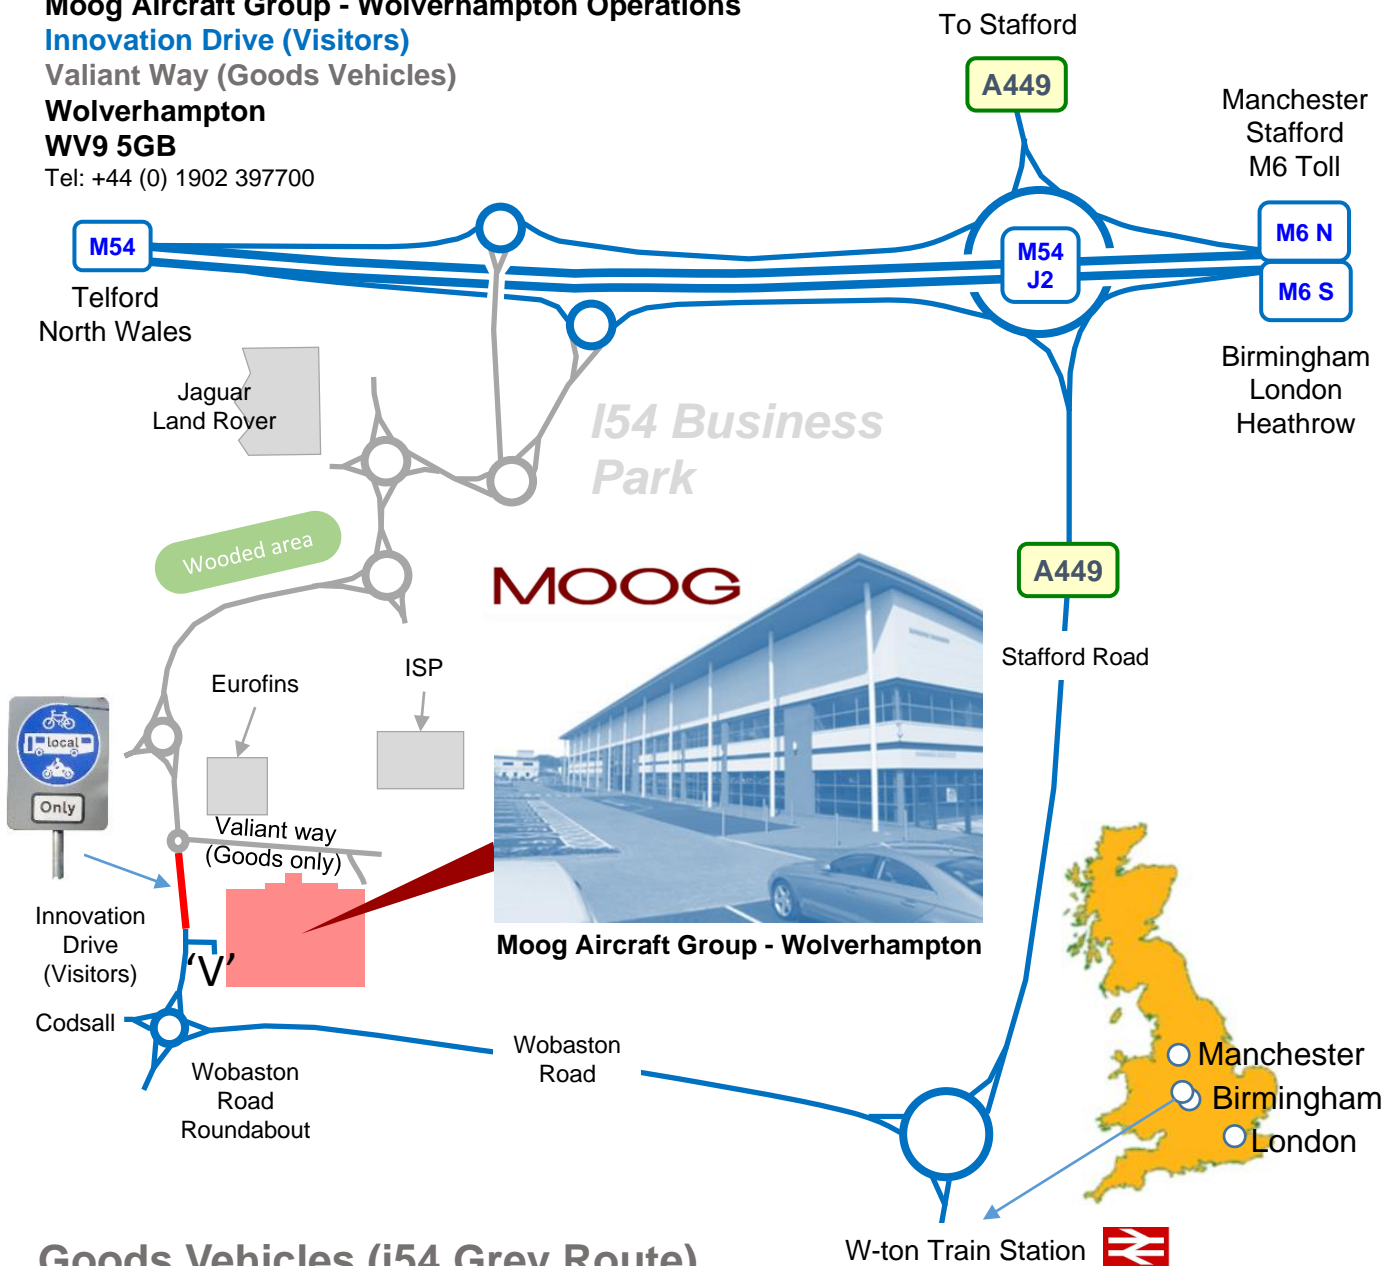 Moog Aircraft Group - Wolverhampton Operations
Innovation Drive (Visitors)
Valiant Way (Goods Vehicles)
Wolverhampton
WV9 5GB
Tel: +44 (0) 1902 397700
To Stafford
A449
Manchester
Stafford
M6 Toll
M54
Telford
North Wales
M54
J2
M6 N
M6 S
Birmingham
London
Heathrow
Jaguar
Land Rover
I54 Business
Park
Wooded area
MOOG
A449
Stafford Road
Eurofins
ISP
local
Only
Valiant way
(Goods only)
Innovation
Drive
(Visitors)
‘V’
Moog Aircraft Group - Wolverhampton
Codsall
Wobaston
Road
Roundabout
Wobaston
Road
Manchester
Birmingham
London
W-ton Train Station
Goods Vehicles (i54 Grey Route)